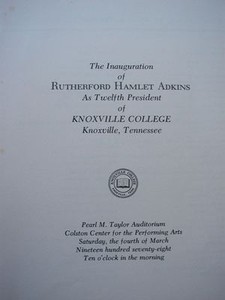 The Inauguration
of
RUTHERFORD HAMLET ADKINS
As Twelfth President
of
KNOXVILLE COLLEGE
Knoxville, Tennessee
Pearl M. Taylor Auditorium
Colston Center for the Performing Arts
Saturday, the fourth of March
Nineteen hundred seventy-eight
Ten o'clock in the morning